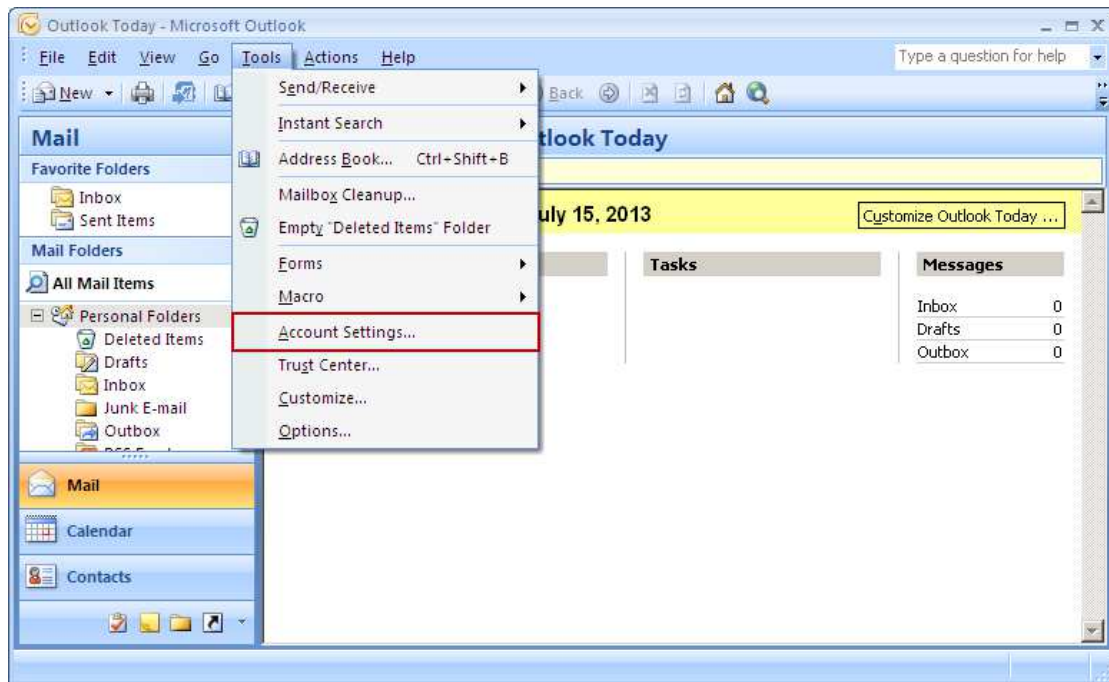 Outlook Today - Microsoft Outlook
File Edit View Go Tools Actions Help
Type a question for help
New
Back
Mail
tlook Today
Favorite Folders
Inbox
Sent Items
Mail Folders
All Mail Items
Personal Folders
Deleted Items
Drafts
Inbox
Junk E-mail
Outbox
Mail
Calendar
Contacts
Send/Receive
Instant Search
Address Book... Ctrl+Shift+B
Mailbox Cleanup...
Empty "Deleted Items" Folder
Forms
Macro
Account Settings...
Trust Center...
Customize...
Options...
uly 15, 2013
Customize Outlook Today ...
Tasks
Messages
Inbox 0
Drafts 0
Outbox 0